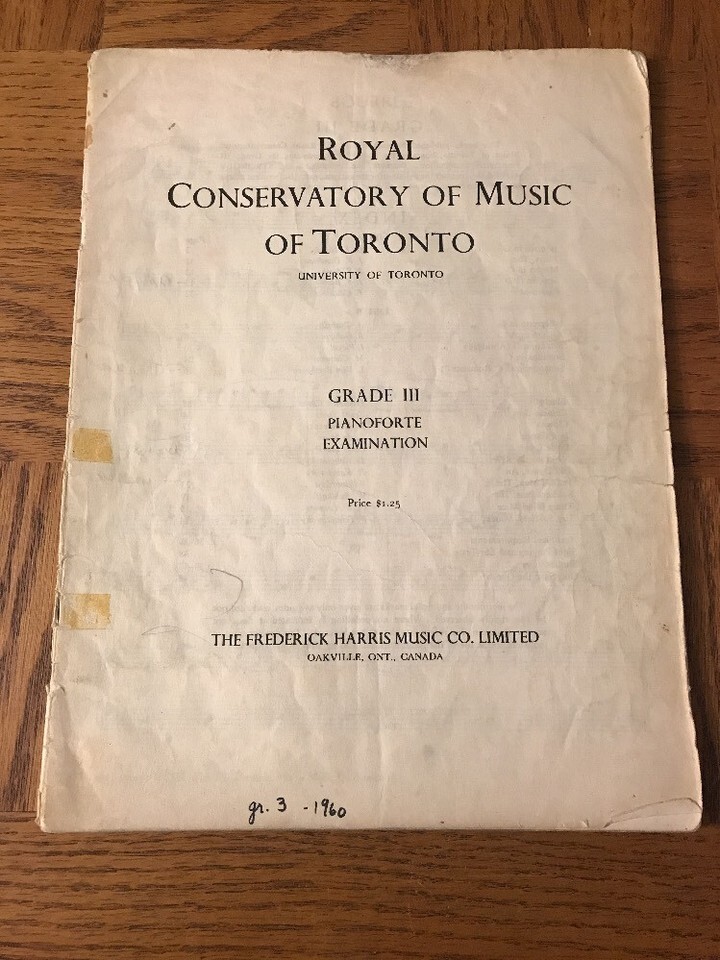 ROYAL
CONSERVATORY OF MUSIC
OF TORONTO
UNIVERSITY OF TORONTO
GRADE III
PIANOFORTE
EXAMINATION
Price $1.25
THE FREDERICK HARRIS MUSIC CO. LIMITED
OAKVILLE, ONT., CANADA
gr. 3 - 1960